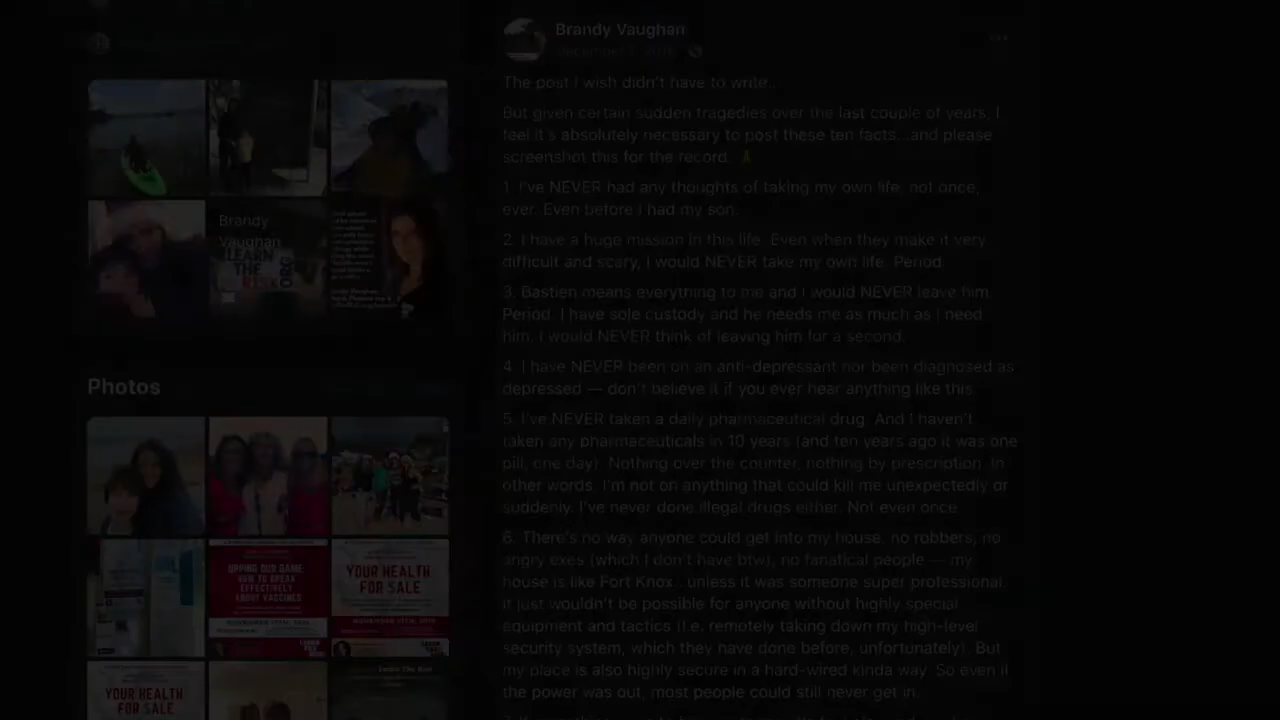 Brandy Vaughan
The post I wish didn't have to write...
But given certain sudden tragedies over the last couple of years, I
feel it's absolutely necessary to post these ten facts...and please
screenshot this for the record.
1. I've NEVER had any thoughts of taking my own life, not once,
ever. Even before I had my son.
2. I have a huge mission in this life. Even when they make it very
difficult and scary, I would NEVER take my own life. Period.
3. Bastien means everything to me and I would NEVER leave him.
Period. I have sole custody and he needs me as much as I need
him. I would NEVER think of leaving him for a second.
4. I have NEVER been on an anti-depressant nor been diagnosed as
depressed — don't believe it if you ever hear anything like this.
5. I've NEVER taken a daily pharmaceutical drug. And I haven't
taken any pharmaceuticals in 10 years (and ten years ago it was one
pill, one day). Nothing over the counter, nothing by prescription. In
other words, I'm not on anything that could kill me unexpectedly or
suddenly. I've never done illegal drugs either. Not even once.
6. There's no way anyone could get into my house, no robbers, no
angry exes (which I don't have btw), no fanatical people — my
house is like Fort Knox.. unless it was someone super professional.
It just wouldn't be possible for anyone without highly special
equipment and tactics (I.e. remotely taking down my high-level
security system, which they have done before, unfortunately). But
my place is also highly secure in a hard-wired kinda way. So even if
the power was out, most people could still never get in.
Brandy
Vaughan
LEARN
THE
RISK
.ORG
Photos
UPPING OUR GAME:
HOW TO SPEAK
EFFECTIVELY
ABOUT VACCINES
YOUR HEALTH
FOR SALE
YOUR HEALTH
FOR SALE